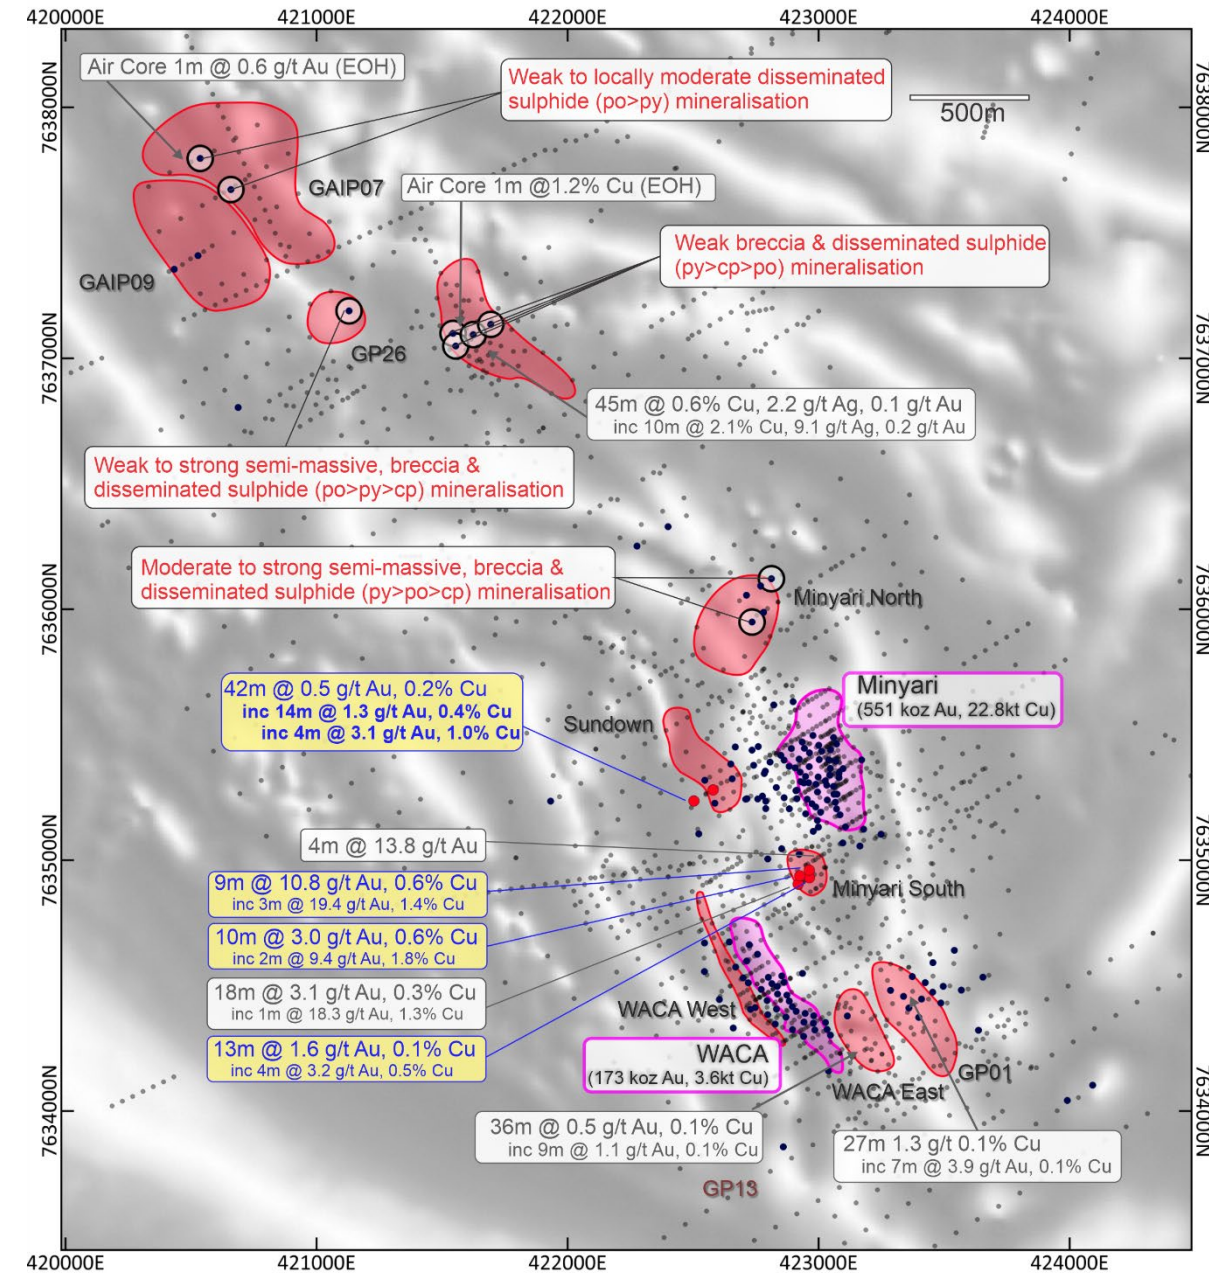 420000E 421000E 422000E 423000E 424000E
Air Core 1m @ 0.6 g/t Au (EOH)
Weak to locally moderate disseminated
sulphide (po>py) mineralisation
500m
7638000N
7638000N
GAIP07
Air Core 1m @1.2% Cu (EOH)
Weak breccia & disseminated sulphide
(py>cp>po) mineralisation
GAIP09
GP26
7637000N
7637000N
45m @ 0.6% Cu, 2.2 g/t Ag, 0.1 g/t Au
inc 10m @ 2.1% Cu, 9.1 g/t Ag, 0.2 g/t Au
Weak to strong semi-massive, breccia &
disseminated sulphide (po>py>cp) mineralisation
Moderate to strong semi-massive, breccia &
disseminated sulphide (py>po>cp) mineralisation
Minyari North
7636000N
7636000N
42m @ 0.5 g/t Au, 0.2% Cu
inc 14m @ 1.3 g/t Au, 0.4% Cu
inc 4m @ 3.1 g/t Au, 1.0% Cu
Minyari
(551 koz Au, 22.8kt Cu)
Sundown
4m @ 13.8 g/t Au
7635000N
7635000N
Minyari South
9m @ 10.8 g/t Au, 0.6% Cu
inc 3m @ 19.4 g/t Au, 1.4% Cu
10m @ 3.0 g/t Au, 0.6% Cu
inc 2m @ 9.4 g/t Au, 1.8% Cu
18m @ 3.1 g/t Au, 0.3% Cu
inc 1m @ 18.3 g/t Au, 1.3% Cu
WACA West
13m @ 1.6 g/t Au, 0.1% Cu
inc 4m @ 3.2 g/t Au, 0.5% Cu
WACA
(173 koz Au, 3.6kt Cu)
GP01
WACA East
7634000N
7634000N
36m @ 0.5 g/t Au, 0.1% Cu
inc 9m @ 1.1 g/t Au, 0.1% Cu
27m 1.3 g/t 0.1% Cu
inc 7m @ 3.9 g/t Au, 0.1% Cu
GP13
420000E 421000E 422000E 423000E 424000E